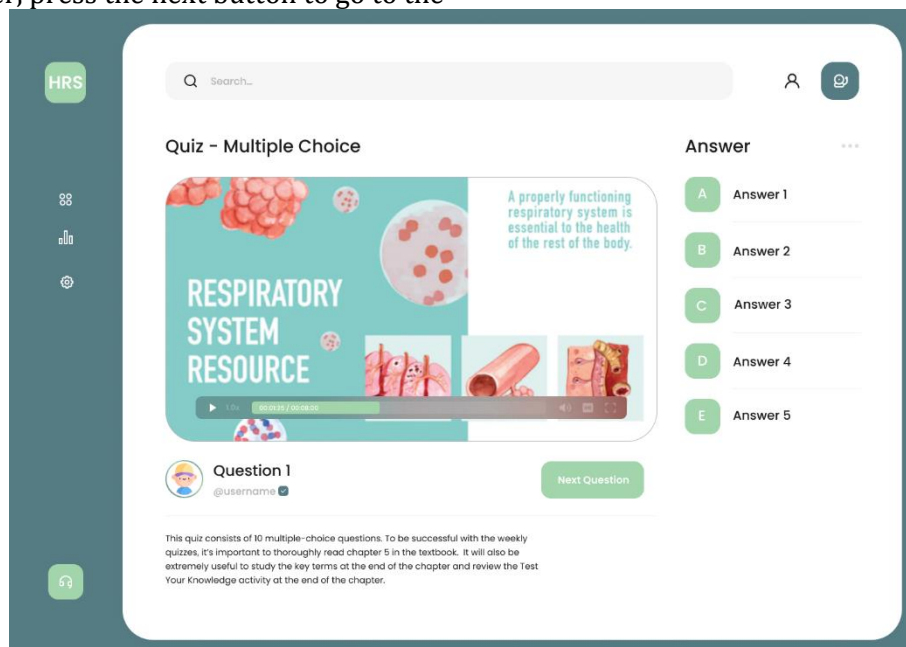 press the next button to go to the
HRS
Search...
Quiz - Multiple Choice
Answer
RESPIRATORY
SYSTEM
RESOURCE
A properly functioning
respiratory system is
essential to the health
of the rest of the body.
1.0x 00:01:25 / 00:08:00
A Answer 1
B Answer 2
C Answer 3
D Answer 4
E Answer 5
Question 1
@username
Next Question
This quiz consists of 10 multiple-choice questions. To be successful with the weekly
quizzes, it's important to thoroughly read chapter 5 in the textbook. It will also be
extremely useful to study the key terms at the end of the chapter and review the Test
Your Knowledge activity at the end of the chapter.